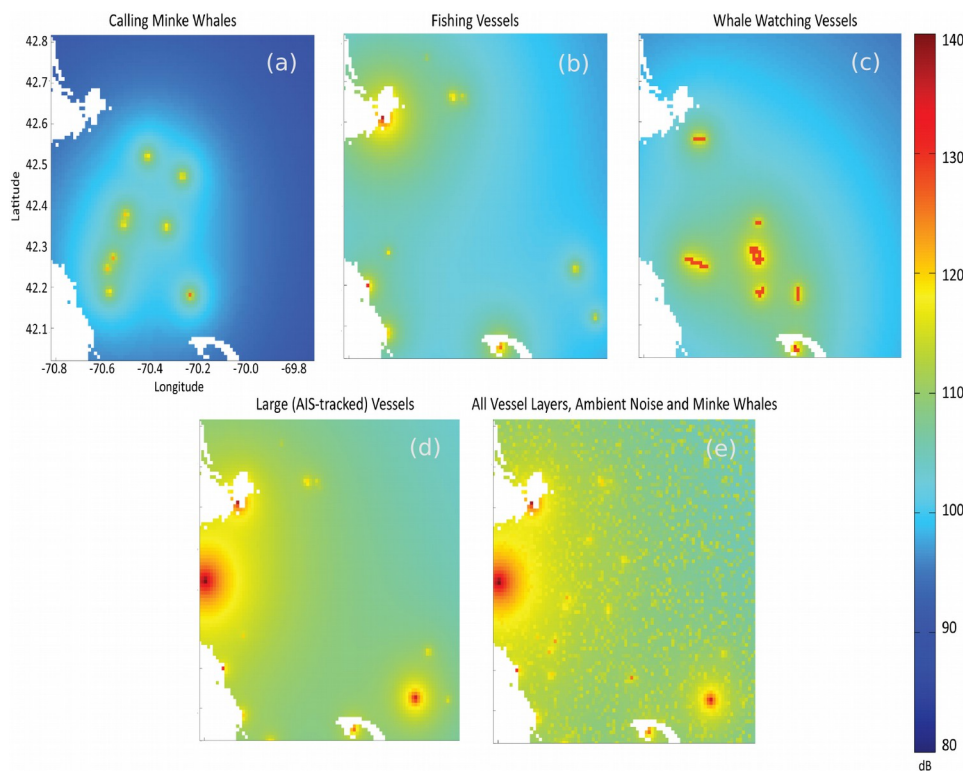 Calling Minke Whales
Fishing Vessels
Whale Watching Vessels
(a)
(b)
(c)
42.8
42.7
42.6
42.5
42.4
42.3
42.2
42.1
Latitude
-70.8 -70.6 -70.4 -70.2 -70.0 -69.8
Longitude
Large (AIS-tracked) Vessels
All Vessel Layers, Ambient Noise and Minke Whales
(d)
(e)
140
130
120
110
100
90
80
dB